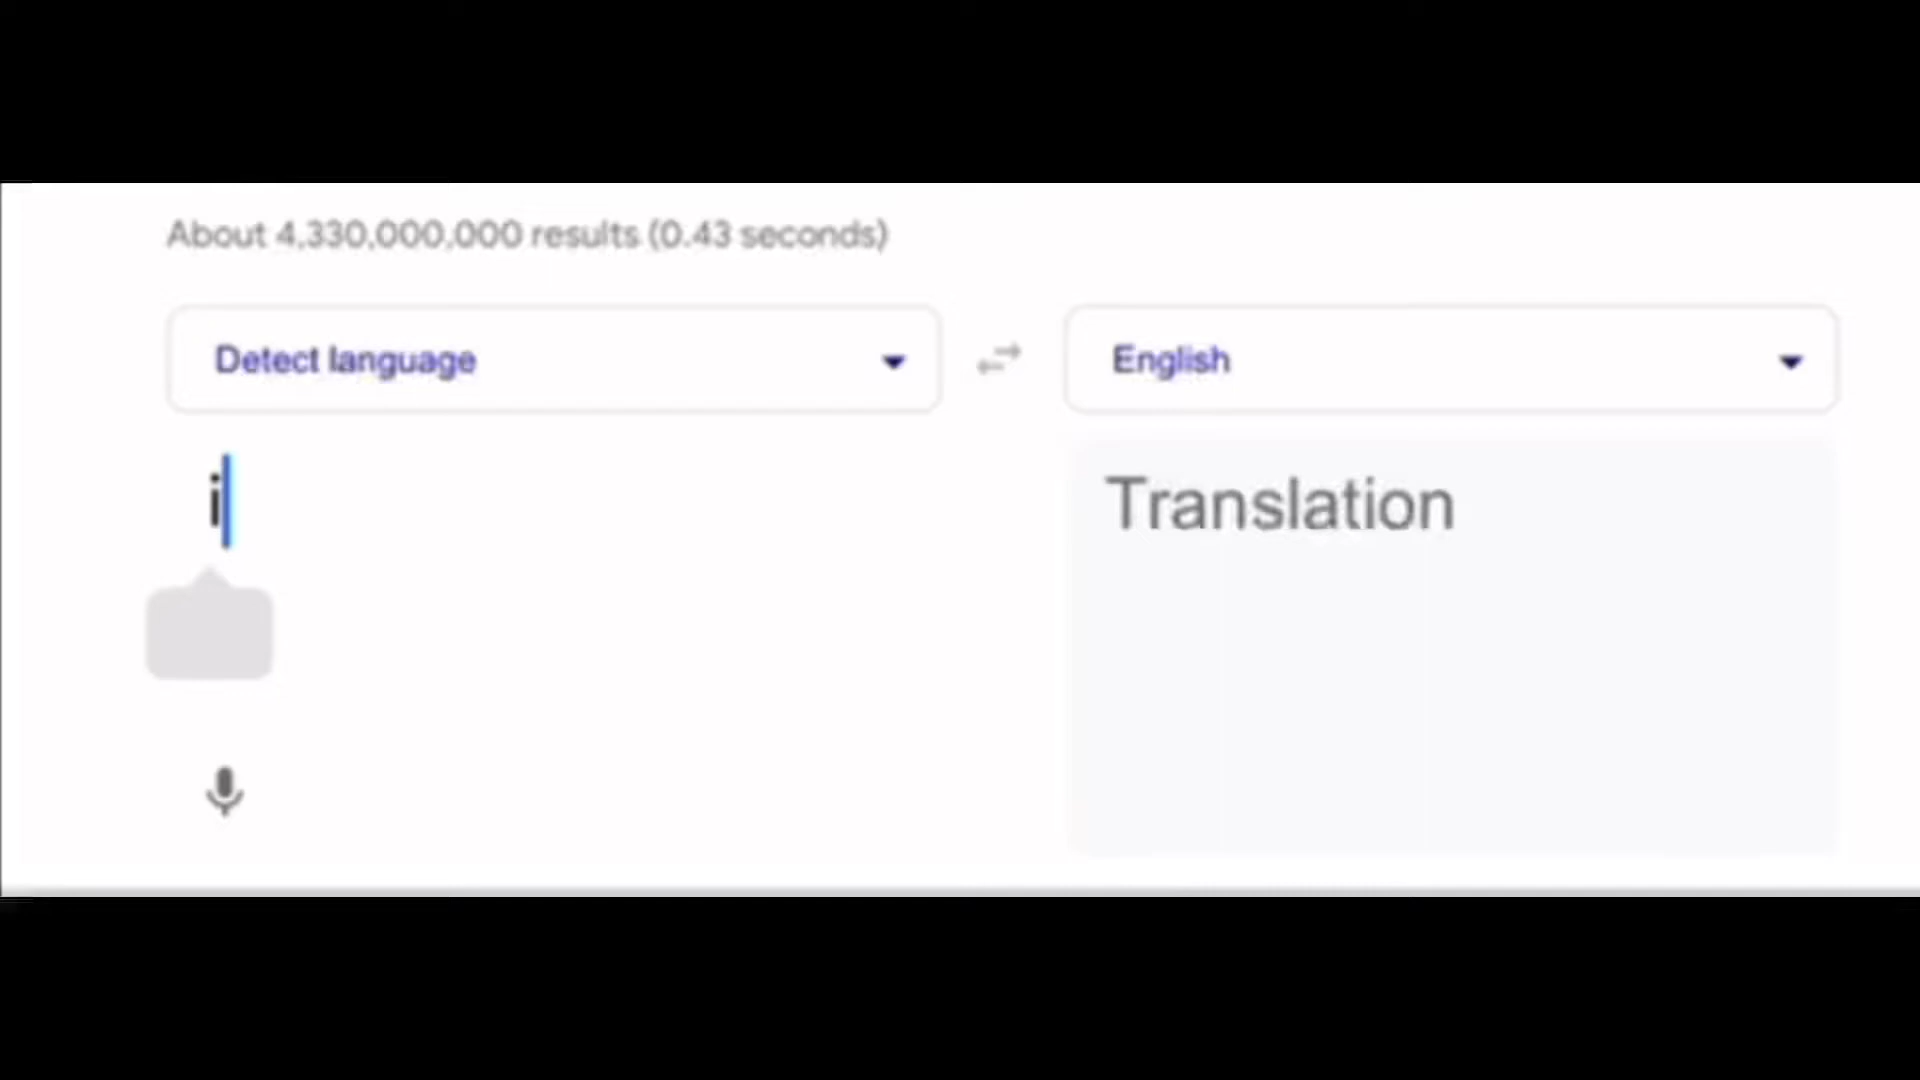 About 4,330,000,000 results (0.43 seconds)
Detect language
English
i
Translation